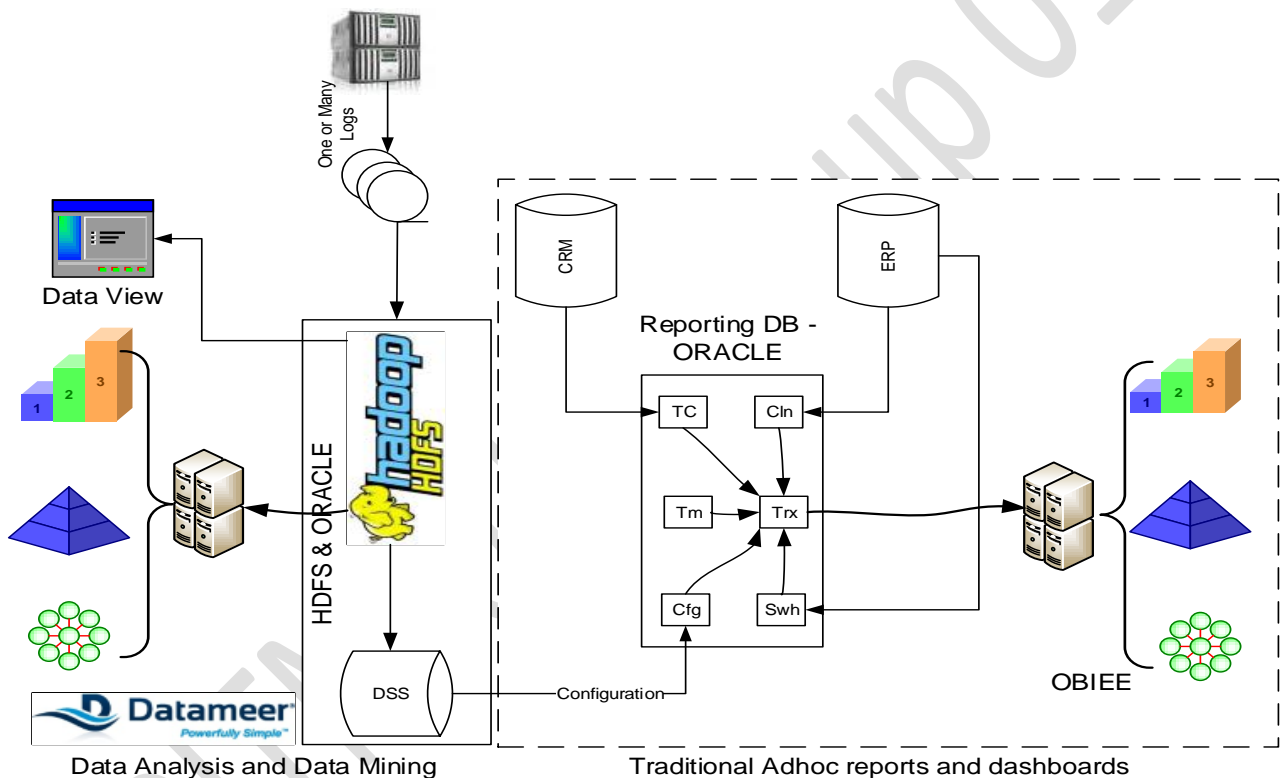 One or Many
Logs
Data View
1
2
3
HDFS & ORACLE
hadoop
HDFS
DSS
Configuration
Datameer®
Powerfully Simple™
Data Analysis and Data Mining
CRM
ERP
Reporting DB -
ORACLE
TC
Cln
Tm
Trx
Cfg
Swh
1
2
3
OBIEE
Traditional Adhoc reports and dashboards